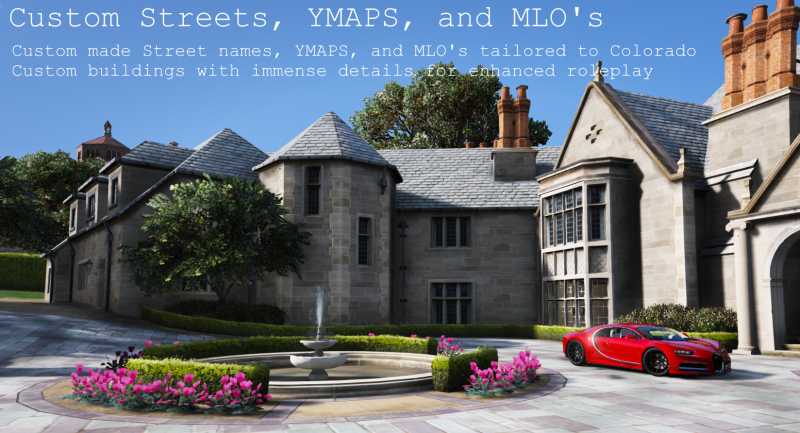 Custom Streets, YMAPS, and MLO's
Custom made Street names, YMAPS, and MLO's tailored to Colorado
Custom buildings with immense details for enhanced roleplay